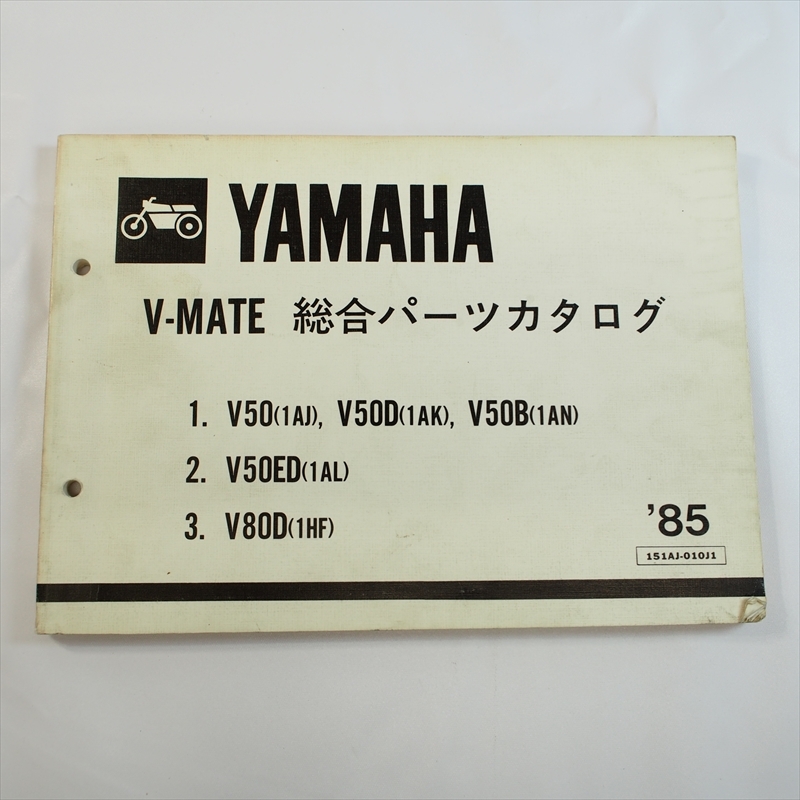 YAMAHA
V-MATE 総合パーツカタログ
1. V50(1AJ), V50D(1AK), V50B(1AN)
2. V50ED(1AL)
3. V80D(1HF)
'85
151AJ-010J1